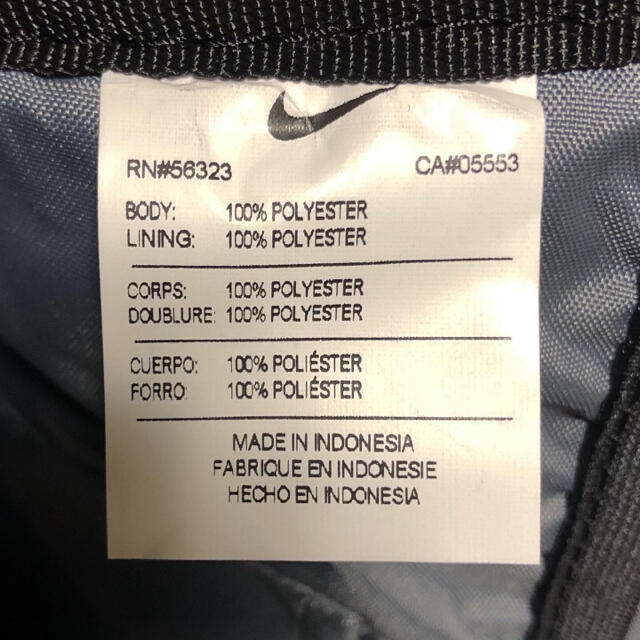 RN#56323 CA#05553
BODY: 100% POLYESTER
LINING: 100% POLYESTER
CORPS: 100% POLYESTER
DOUBLURE: 100% POLYESTER
CUERPO: 100% POLIÉSTER
FORRO: 100% POLIÉSTER
MADE IN INDONESIA
FABRIQUE EN INDONESIE
HECHO EN INDONESIA